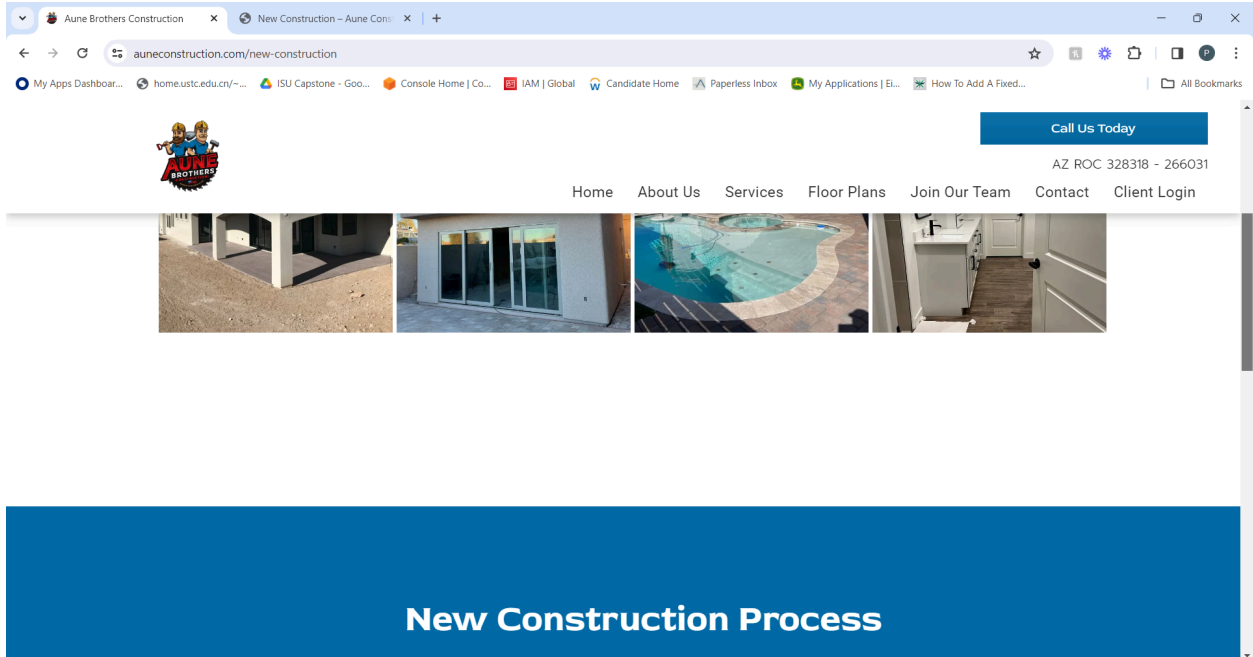 Aune Brothers Construction
New Construction – Aune Cons
auneconstruction.com/new-construction
P
My Apps Dashboar...
home.ustc.edu.cn/~...
ISU Capstone - Goo...
Console Home | Co...
IAM | Global
Candidate Home
Paperless Inbox
My Applications | Ei...
How To Add A Fixed...
All Bookmarks
AUNE
BROTHERS
Call Us Today
AZ ROC 328318 - 266031
Home About Us Services Floor Plans Join Our Team Contact Client Login
New Construction Process